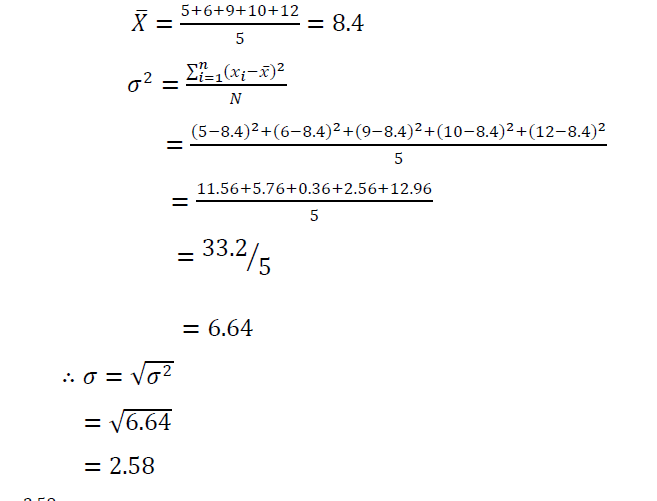 X̄ = (5+6+9+10+12)/5 = 8.4
σ² = (∑ᵢ₌₁ⁿ(xᵢ−x̄)²)/N
= ((5−8.4)²+(6−8.4)²+(9−8.4)²+(10−8.4)²+(12−8.4)²)/5
= (11.56+5.76+0.36+2.56+12.96)/5
= 33.2/5
= 6.64
∴ σ = √σ²
= √6.64
= 2.58